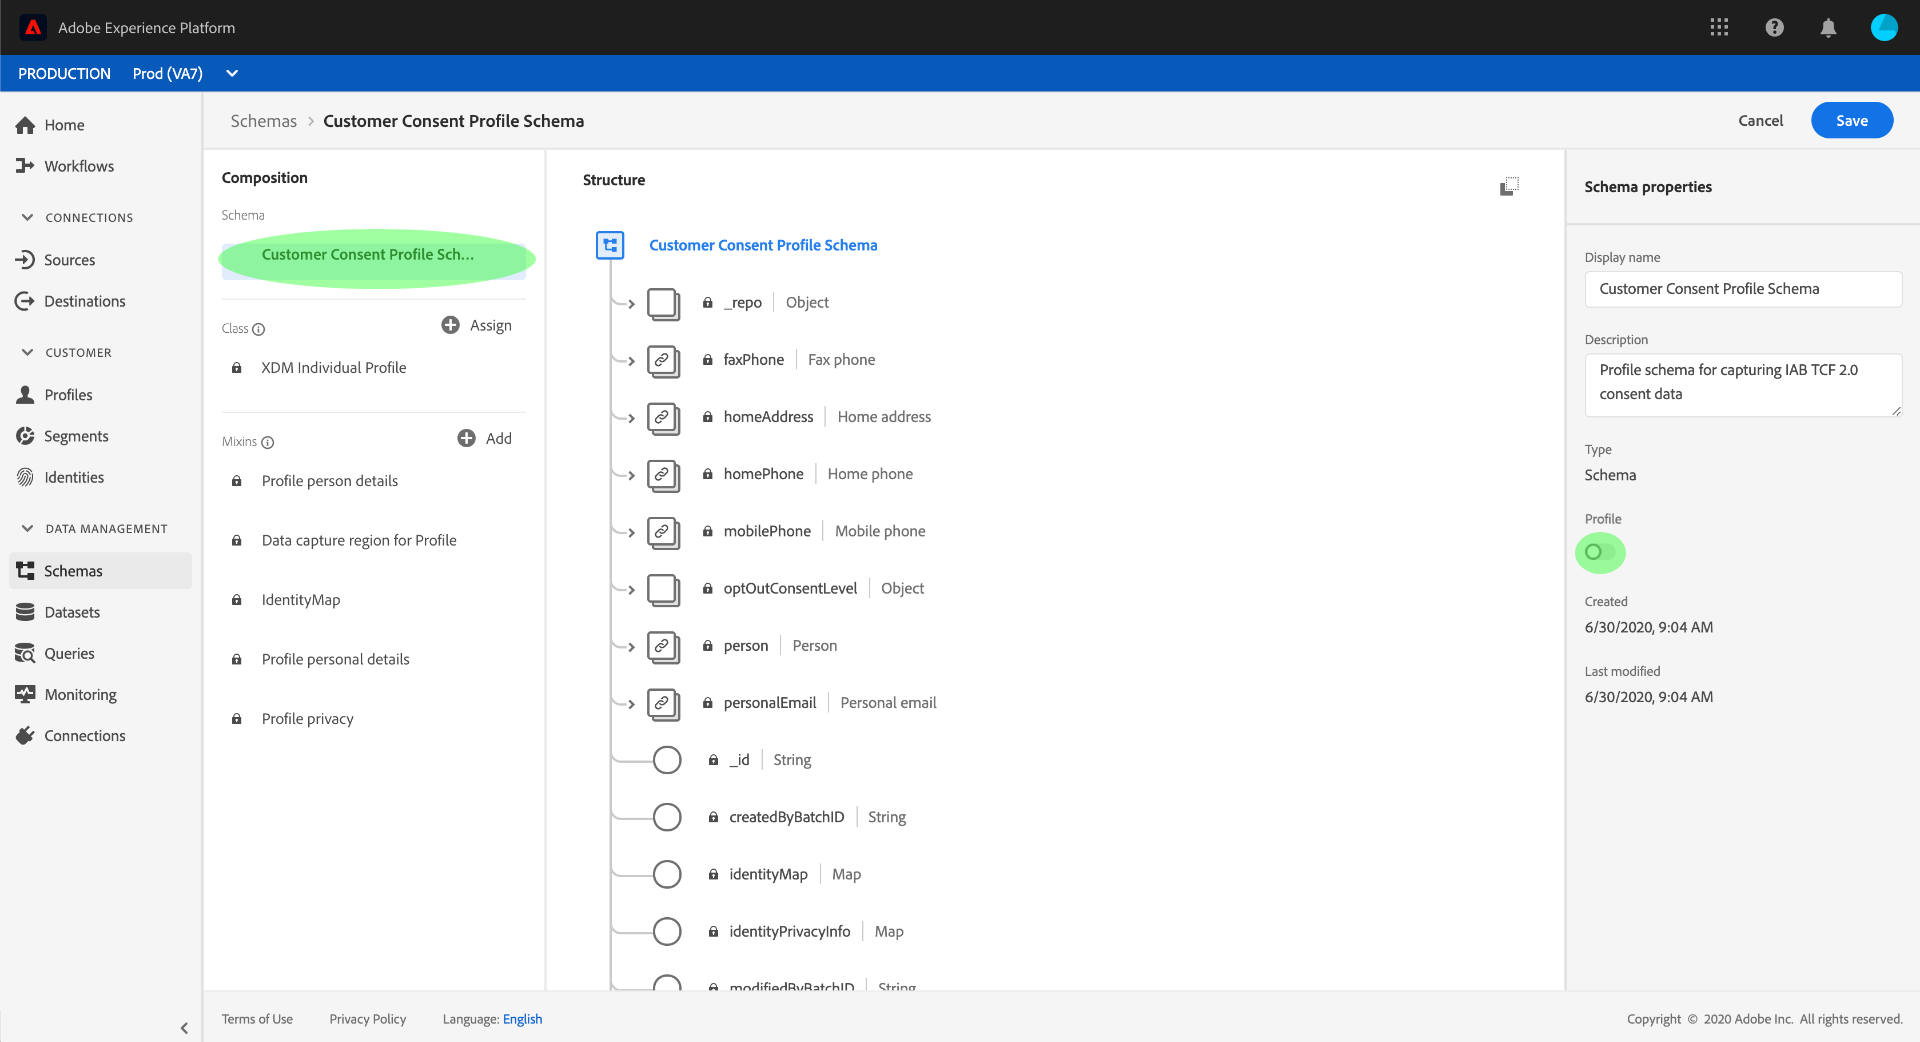 Adobe Experience Platform
PRODUCTION Prod (VA7)
Home
Workflows
CONNECTIONS
Sources
Destinations
CUSTOMER
Profiles
Segments
Identities
DATA MANAGEMENT
Schemas
Datasets
Queries
Monitoring
Connections
Schemas > Customer Consent Profile Schema
Cancel Save
Composition
Schema
Customer Consent Profile Sch...
Class Assign
XDM Individual Profile
Mixins Add
Profile person details
Data capture region for Profile
IdentityMap
Profile personal details
Profile privacy
Structure
Customer Consent Profile Schema
_repo Object
faxPhone Fax phone
homeAddress Home address
homePhone Home phone
mobilePhone Mobile phone
optOutConsentLevel Object
person Person
personalEmail Personal email
_id String
createdByBatchID String
identityMap Map
identityPrivacyInfo Map
modifiedByBatchID String
Schema properties
Display name
Customer Consent Profile Schema
Description
Profile schema for capturing IAB TCF 2.0
consent data
Type
Schema
Profile
Created
6/30/2020, 9:04 AM
Last modified
6/30/2020, 9:04 AM
Terms of Use Privacy Policy Language: English
Copyright © 2020 Adobe Inc. All rights reserved.